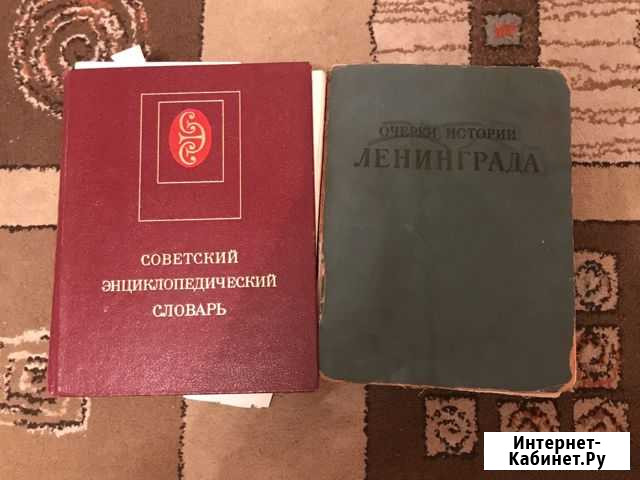 СОВЕТСКИЙ
ЭНЦИКЛОПЕДИЧЕСКИЙ
СЛОВАРЬ
ОЧЕРКИ ИСТОРИИ
ЛЕНИНГРАДА
Интернет-
Кабинет.Ру